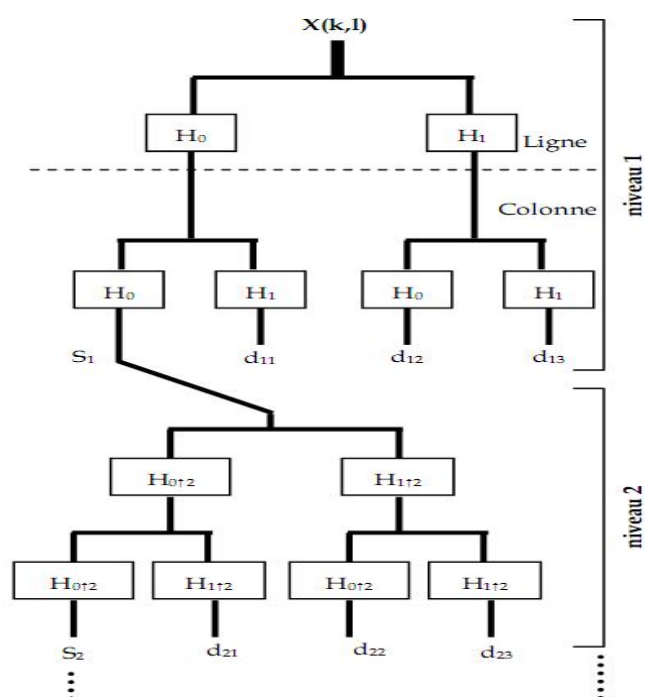 X(k,l)
H₀ H₁
Ligne
Colonne
niveau 1
H₀ H₁ H₀ H₁
S₁ d₁₁ d₁₂ d₁₃
H₀↑₂ H₁↑₂
niveau 2
H₀↑₂ H₁↑₂ H₀↑₂ H₁↑₂
S₂ d₂₁ d₂₂ d₂₃